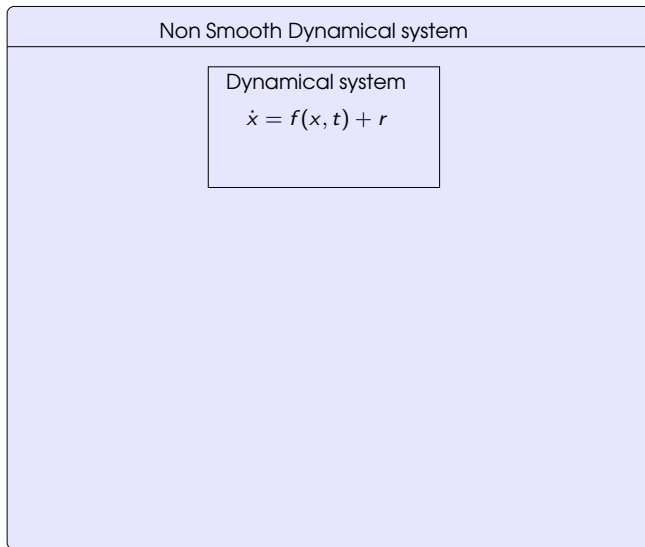 Non Smooth Dynamical system
Dynamical system
ẋ = f(x, t) + r